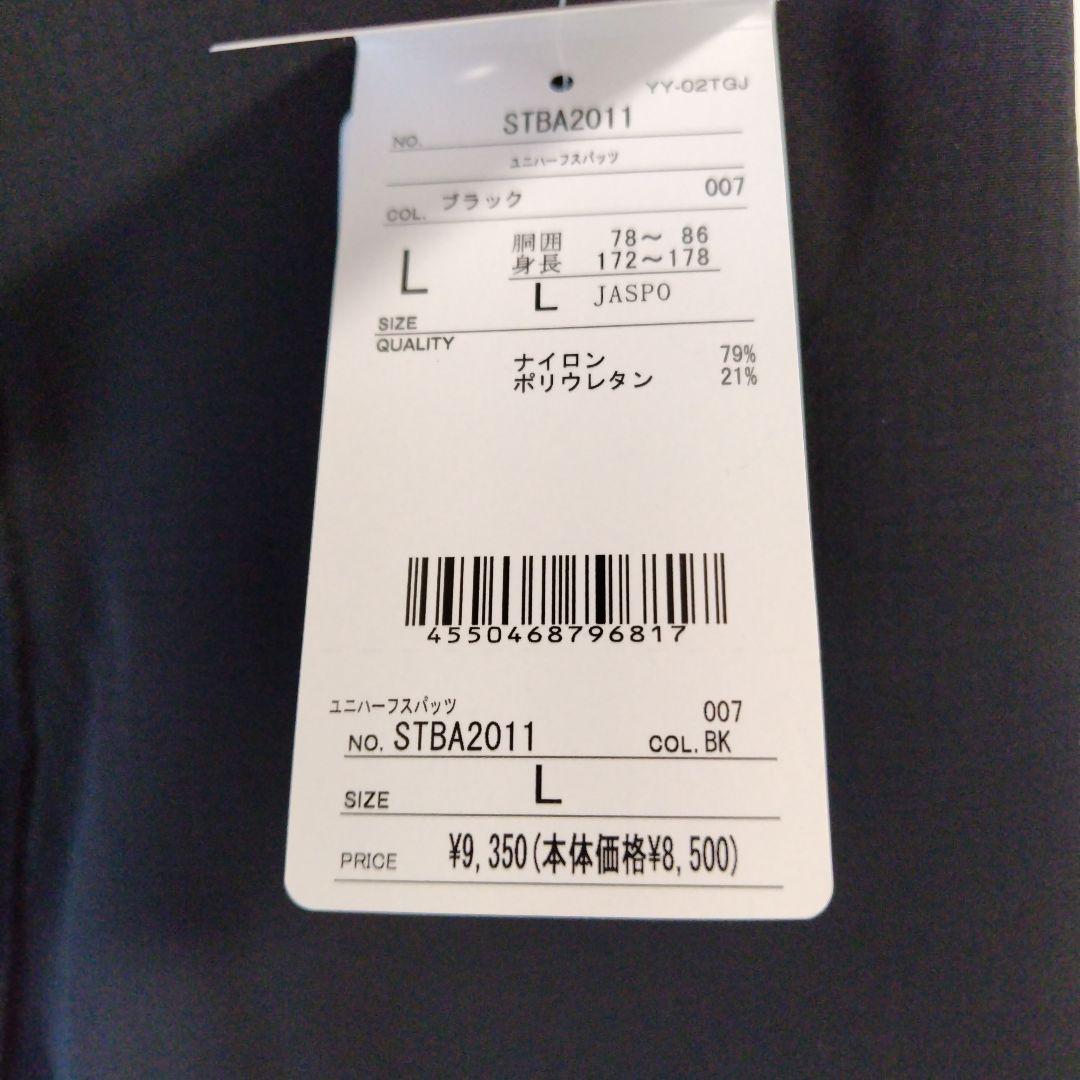 YY-02TGJ
NO. STBA2011
ユニハーフスパッツ
COL. ブラック 007
胴囲 78〜 86
身長 172〜178
L
L JASPO
SIZE
QUALITY
ナイロン 79%
ポリウレタン 21%
4550468796817
ユニハーフスパッツ 007
NO. STBA2011 COL. BK
SIZE L
PRICE ¥9,350(本体価格¥8,500)